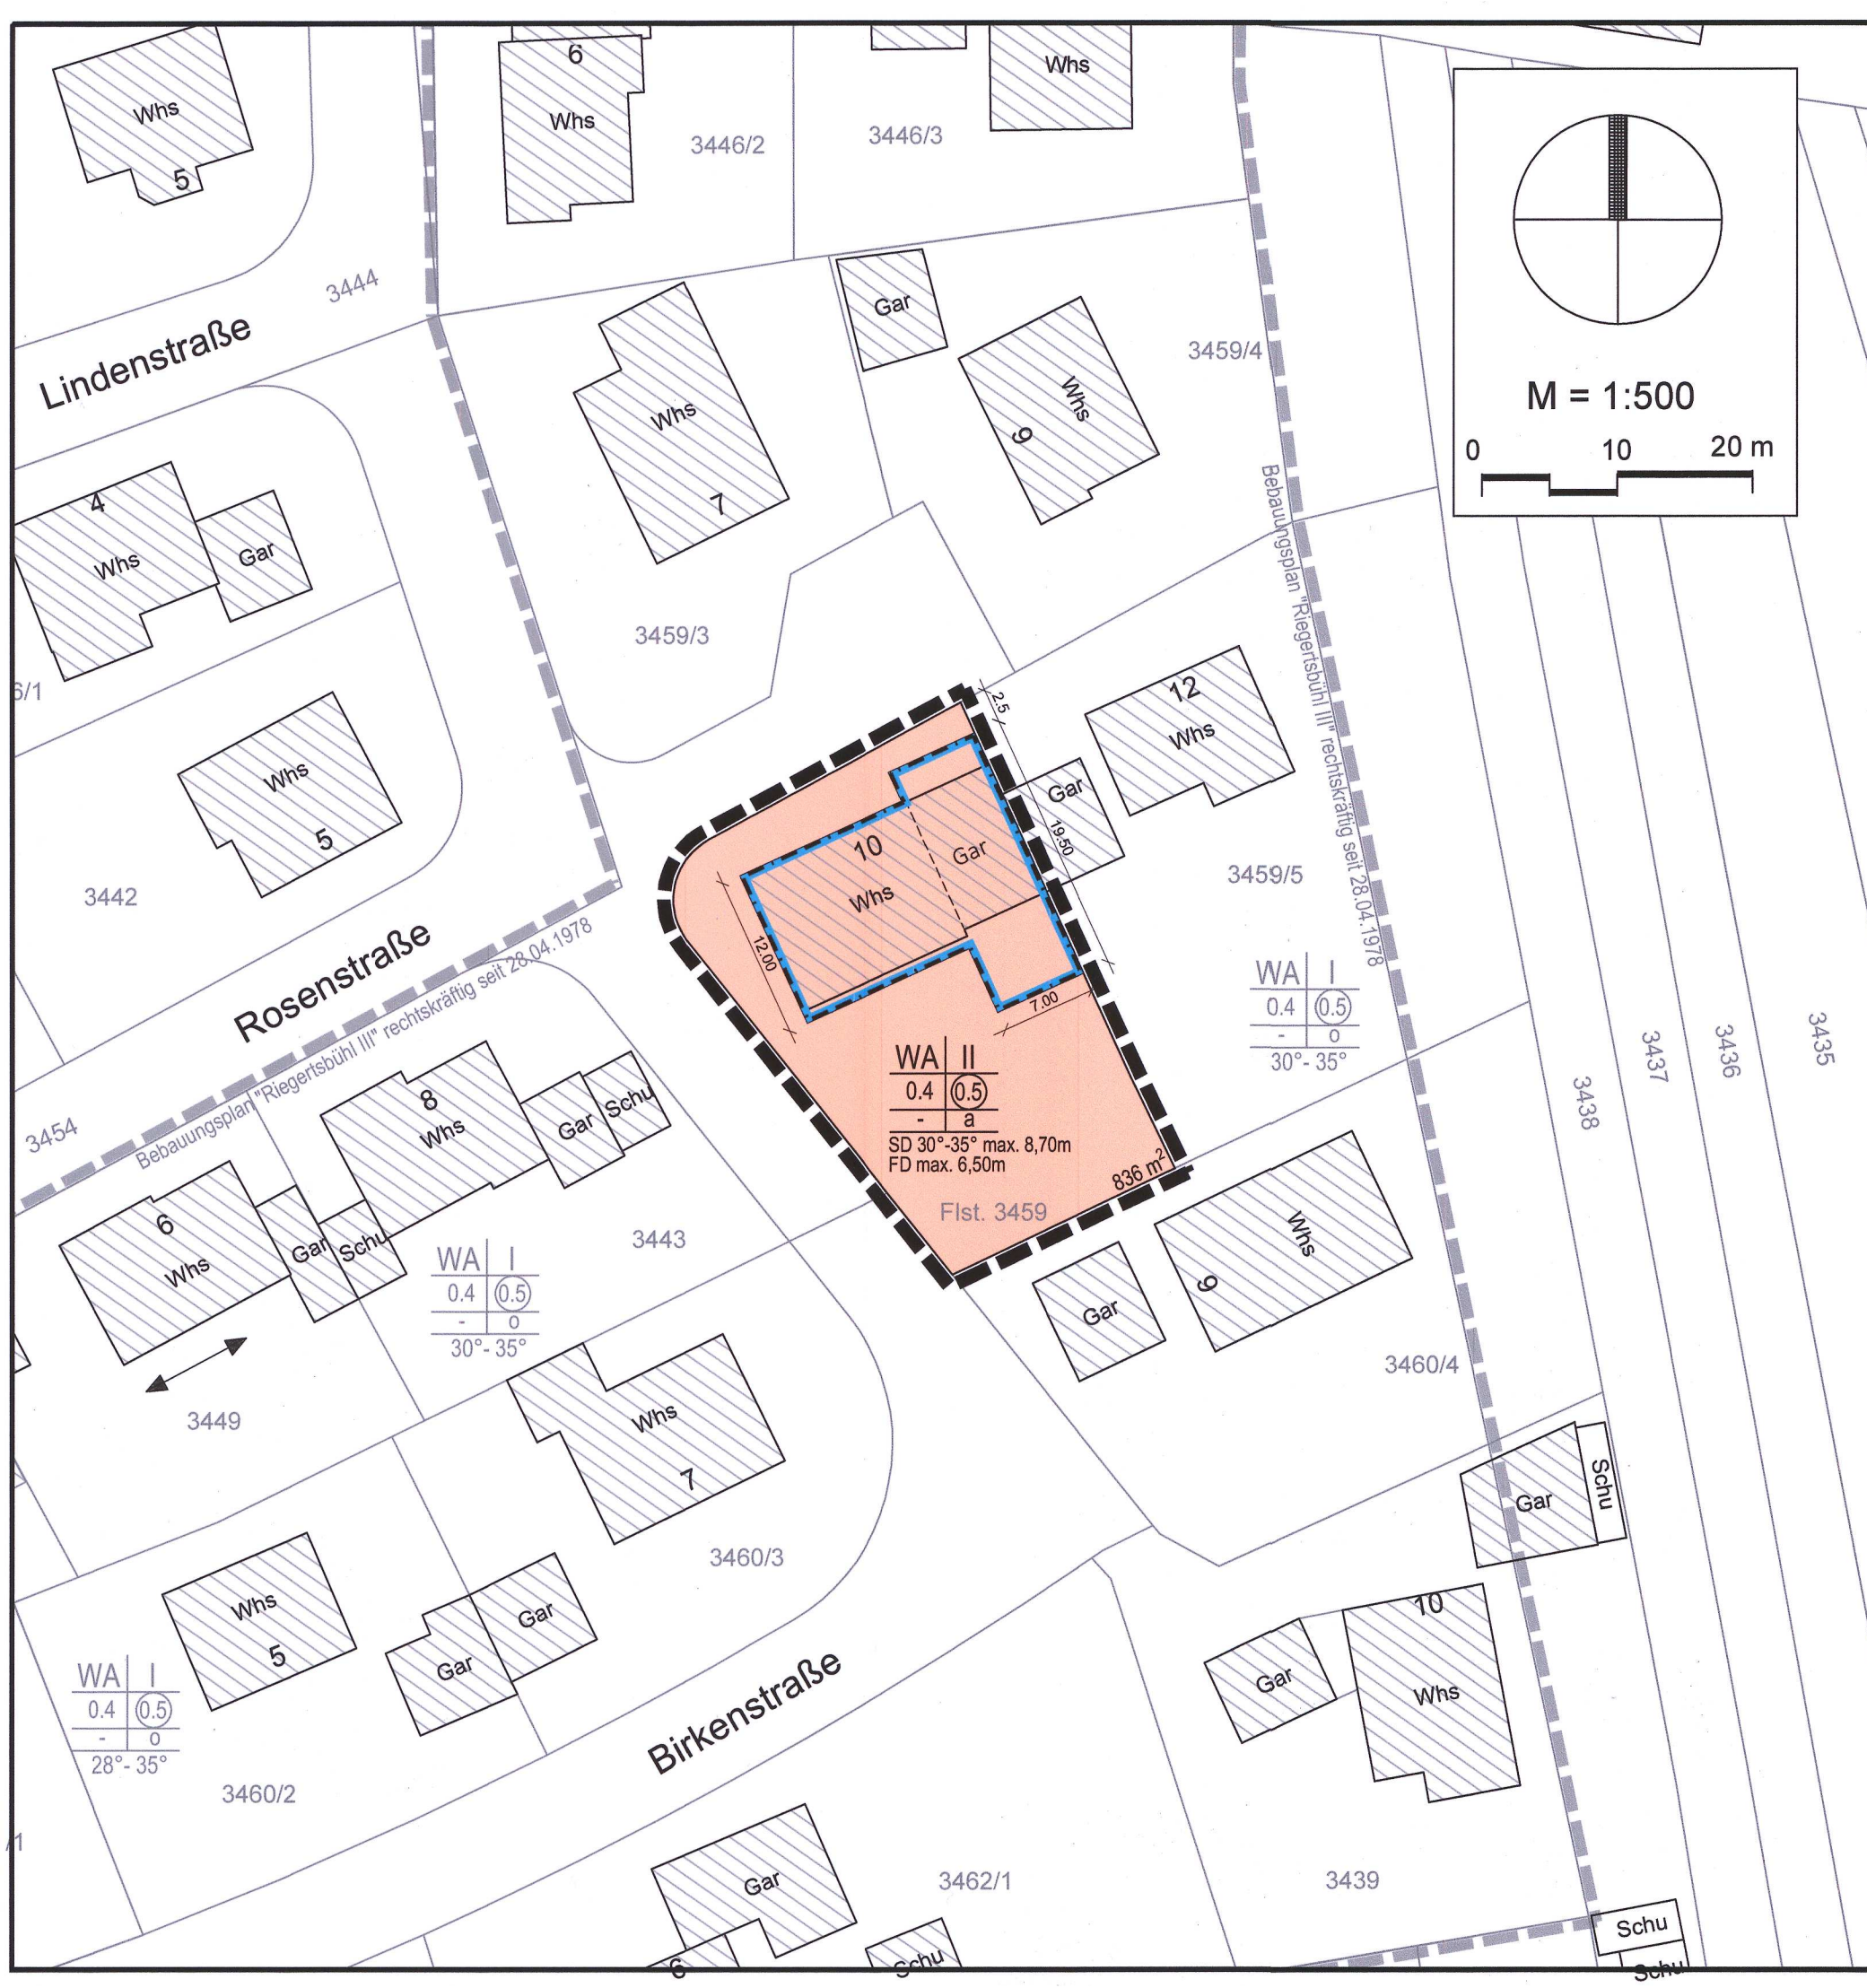 6
Whs
Whs
Whs
5
3446/2
3446/3
3444
Lindenstraße
Gar
Whs
7
Whs
9
3459/4
M = 1:500
0 10 20 m
4
Whs
Gar
6/1
3459/3
Whs
5
3442
Rosenstraße
Bebauungsplan "Riegertsbühl III" rechtskräftig seit 28.04.1978
Bebauungsplan "Riegertsbühl III" rechtskräftig seit 28.04.1978
2.5
12
Whs
Gar
19.50
3459/5
10
Gar
Whs
12.00
7.00
WA II
0.4 0.5
- a
SD 30°-35° max. 8,70m
FD max. 6,50m
836 m²
Flst. 3459
WA I
0.4 0.5
- o
30°- 35°
3454
8
Whs
Gar
Schu
6
Whs
Gar
Schu
3443
WA I
0.4 0.5
- o
30°- 35°
3449
Whs
9
Gar
3460/4
3438
3437
3436
3435
Whs
7
3460/3
Gar
Schu
Whs
5
Gar
Gar
WA I
0.4 0.5
- o
28°- 35°
3460/2
/1
Birkenstraße
10
Whs
Gar
Gar
6
Schu
3462/1
3439
Schu
Schu